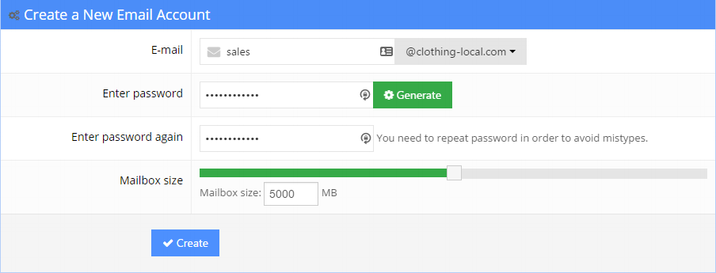 Create a New Email Account
E-mail sales @clothing-local.com
Enter password •••••••••••• Generate
Enter password again •••••••••••• You need to repeat password in order to avoid mistypes.
Mailbox size
Mailbox size: 5000 MB
Create